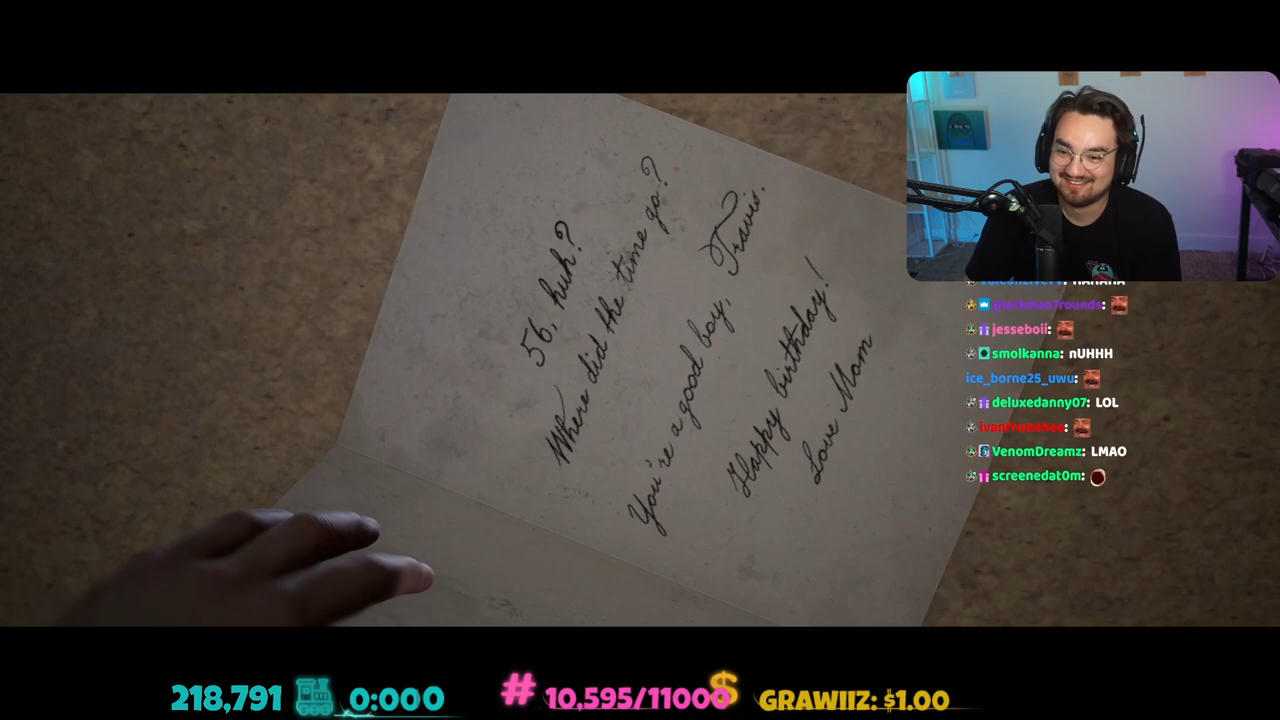 56, huh?
Where did the time go?
You're a good boy, Travis.
Happy birthday!
Love Mom
@lockman7rounds:
jesseboii:
smolkanna: nUHHH
ice_borne25_uwu:
deluxedanny07: LOL
VenomDreamz: LMAO
screenedat0m:
218,791
0:000
# 10,595/11000
$ GRAWIIZ: $1.00